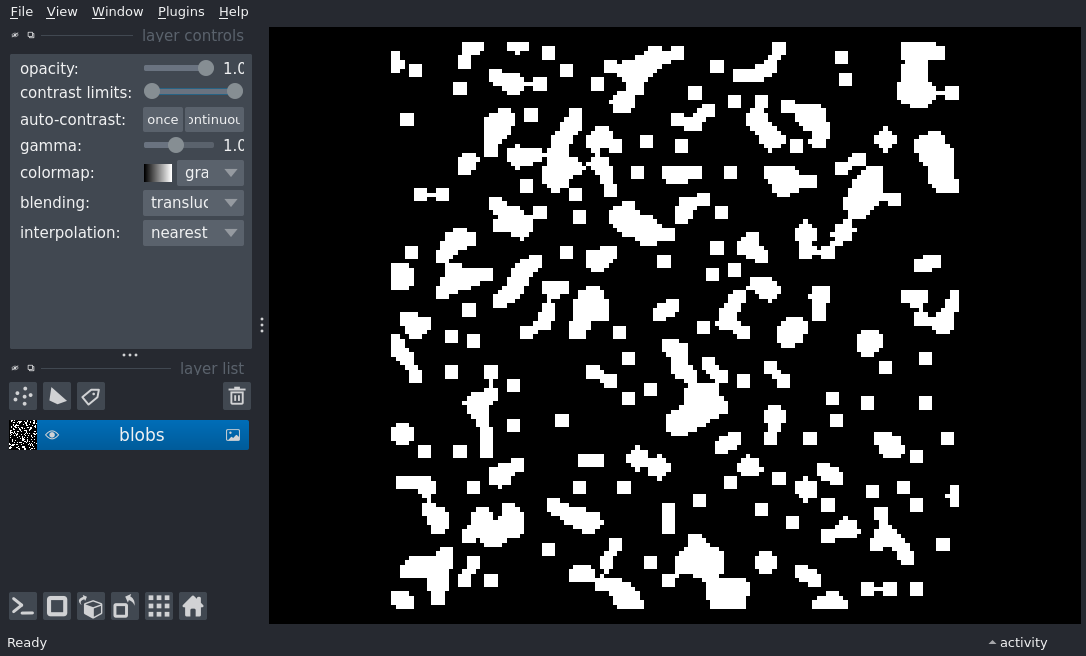 File View Window Plugins Help
layer controls
opacity: 1.0
contrast limits:
auto-contrast: once ontinuou
gamma: 1.0
colormap: gra
blending: transluc
interpolation: nearest
layer list
blobs
Ready
activity